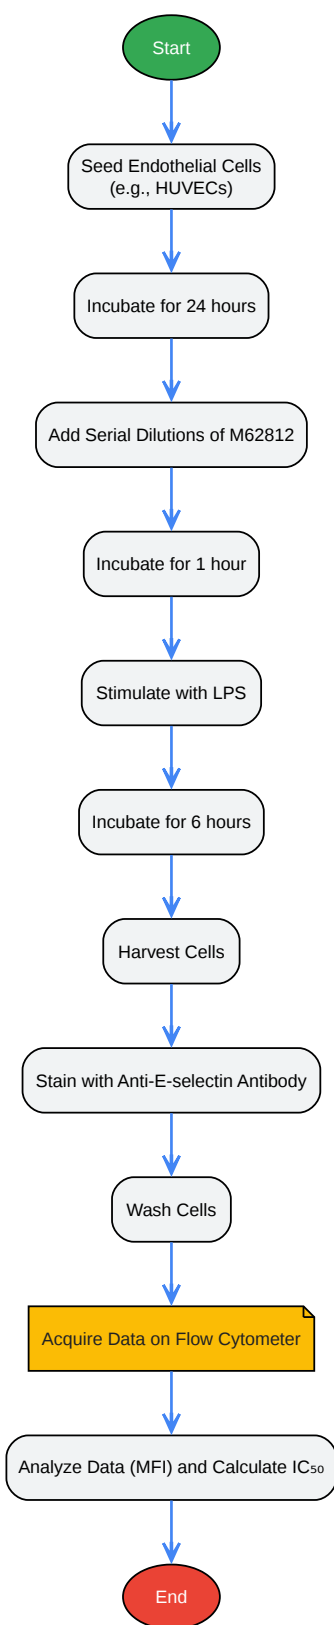 Start
Seed Endothelial Cells
(e.g., HUVECs)
Incubate for 24 hours
Add Serial Dilutions of M62812
Incubate for 1 hour
Stimulate with LPS
Incubate for 6 hours
Harvest Cells
Stain with Anti-E-selectin Antibody
Wash Cells
Acquire Data on Flow Cytometer
Analyze Data (MFI) and Calculate IC₅₀
End